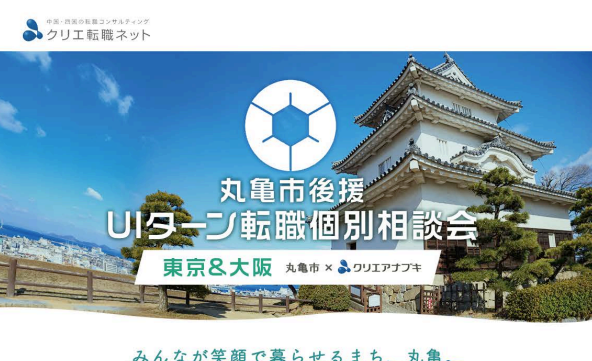 中国・四国の転職コンサルティング
クリエ転職ネット
丸亀市後援
UIターン転職個別相談会
東京&大阪 丸亀市 × クリエアナブキ
みんなが笑顔で暮らせるまち、丸亀。